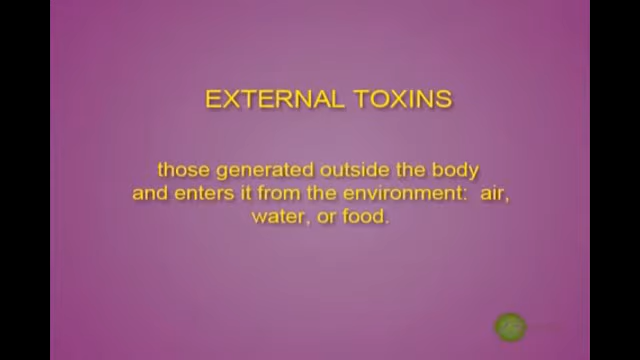 EXTERNAL TOXINS
those generated outside the body
and enters it from the environment:  air,
water, or food.